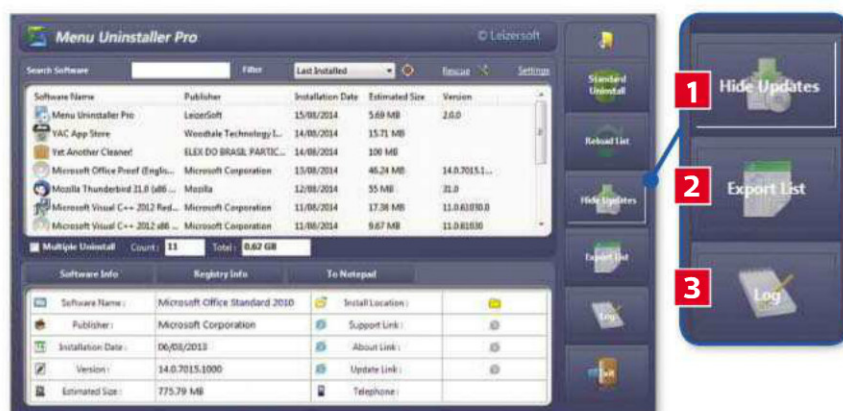 Menu Uninstaller Pro
© Leizersoft
Search Software
Filter
Last Installed
Rescue
Settings
Software Name Publisher Installation Date Estimated Size Version
Menu Uninstaller Pro LeizerSoft 15/08/2014 5.69 MB 2.0.0
YAC App Store Woodtale Technology I... 14/08/2014 15.71 MB
Yet Another Cleaner! ELEX DO BRASIL PARTIC... 14/08/2014 100 MB
Microsoft Office Proof (Englis... Microsoft Corporation 13/08/2014 46.24 MB 14.0.7015.1...
Mozilla Thunderbird 31.0 (x86 ... Mozilla 12/08/2014 55 MB 31.0
Microsoft Visual C++ 2012 Red... Microsoft Corporation 11/08/2014 17.38 MB 11.0.61030.0
Microsoft Visual C++ 2012 x86 ... Microsoft Corporation 11/08/2014 9.67 MB 11.0.61030
Multiple Uninstall Count: 11 Total: 0.62 GB
Software Info
Registry Info
To Notepad
Software Name: Microsoft Office Standard 2010 Install Location:
Publisher: Microsoft Corporation Support Link:
Installation Date: 06/08/2013 About Link:
Version: 14.0.7015.1000 Update Link:
Estimated Size: 775.79 MB Telephone:
Standard
Uninstall
Reload List
Hide Updates
Export List
Log
Exit
1 Hide Updates
2 Export List
3 Log